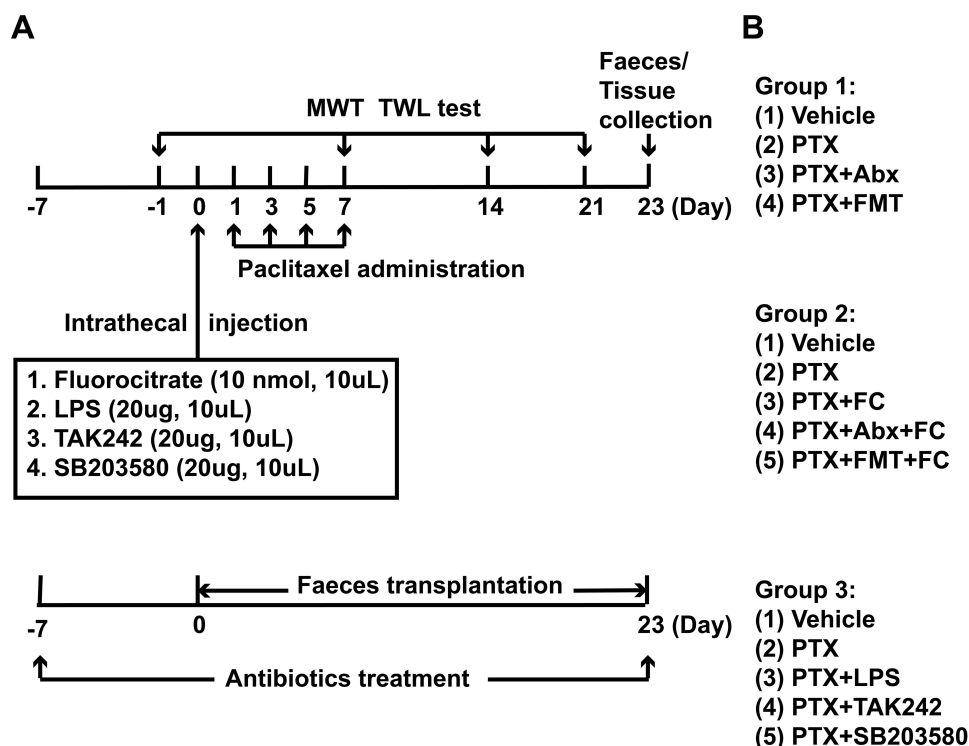 A
MWT TWL test
Faeces/
Tissue
collection
-7 -1 0 1 3 5 7 14 21 23 (Day)
Paclitaxel administration
Intrathecal injection
1. Fluorocitrate (10 nmol, 10uL)
2. LPS (20ug, 10uL)
3. TAK242 (20ug, 10uL)
4. SB203580 (20ug, 10uL)
Faeces transplantation
-7 0 23 (Day)
Antibiotics treatment
B
Group 1:
(1) Vehicle
(2) PTX
(3) PTX+Abx
(4) PTX+FMT
Group 2:
(1) Vehicle
(2) PTX
(3) PTX+FC
(4) PTX+Abx+FC
(5) PTX+FMT+FC
Group 3:
(1) Vehicle
(2) PTX
(3) PTX+LPS
(4) PTX+TAK242
(5) PTX+SB203580